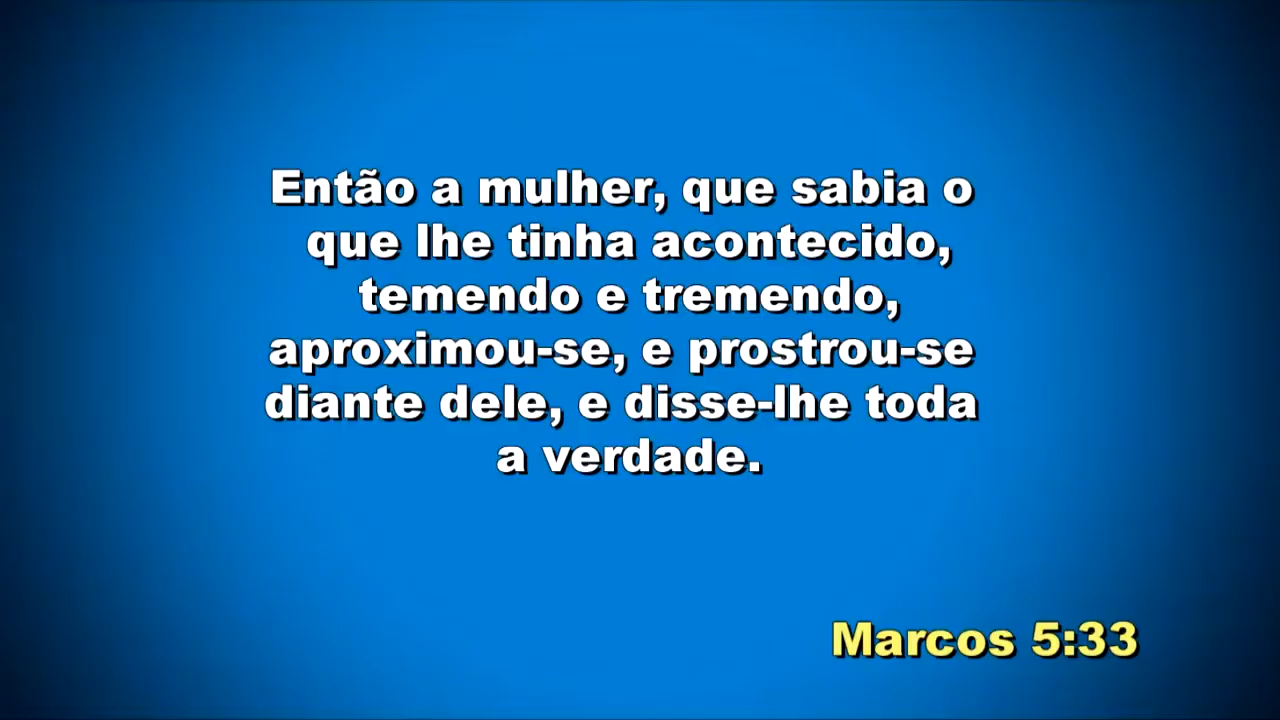 Então a mulher, que sabia o
que lhe tinha acontecido,
temendo e tremendo,
aproximou-se, e prostrou-se
diante dele, e disse-lhe toda
a verdade.
Marcos 5:33